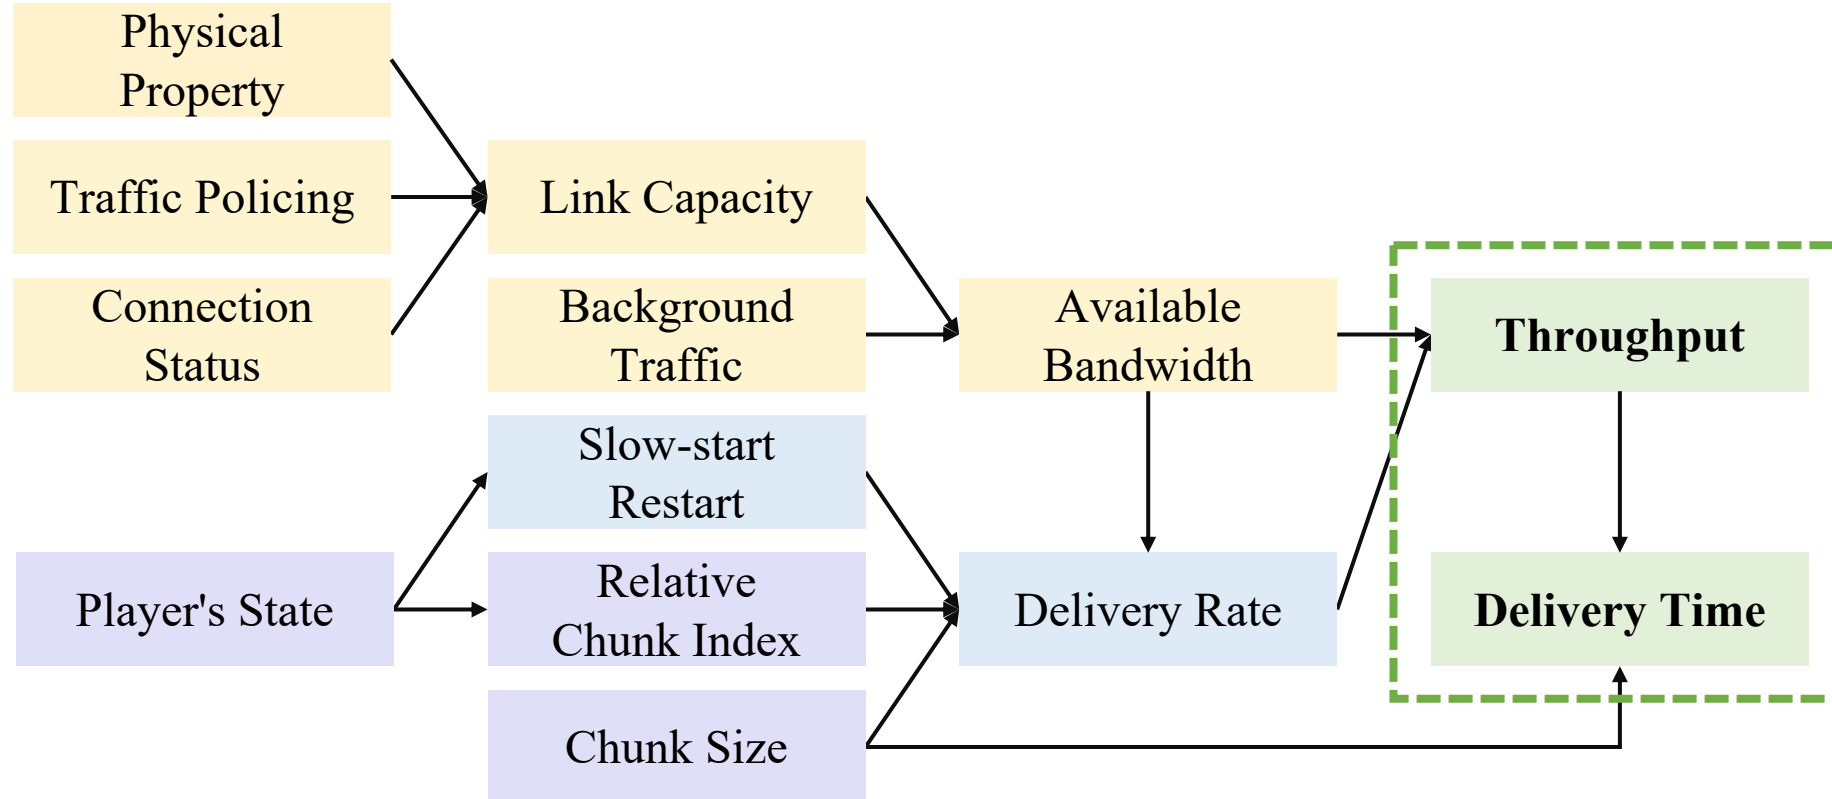 Physical
Property
Traffic Policing
Link Capacity
Connection
Status
Background
Traffic
Available
Bandwidth
Throughput
Slow-start
Restart
Player's State
Relative
Chunk Index
Delivery Rate
Delivery Time
Chunk Size